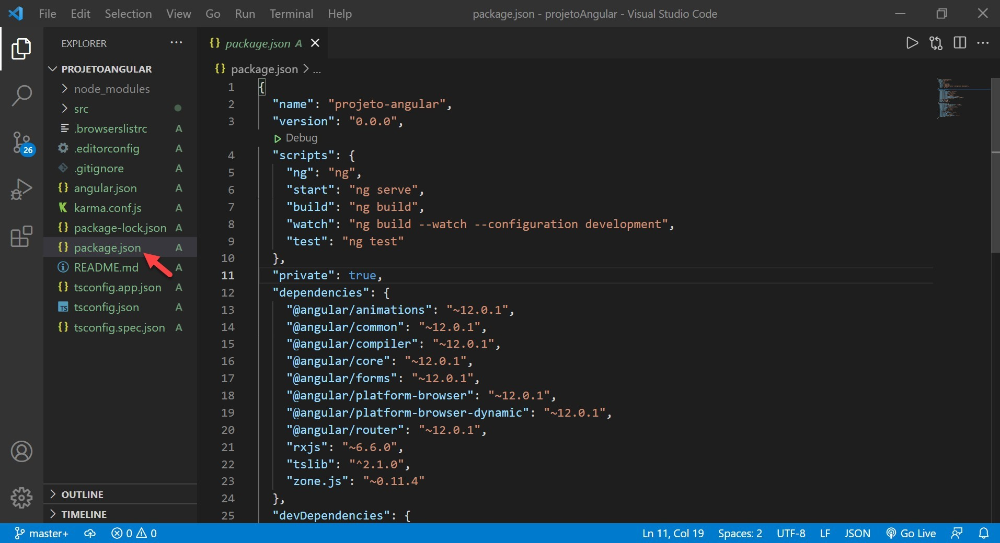 File Edit Selection View Go Run Terminal Help
package.json - projetoAngular - Visual Studio Code
EXPLORER
PROJETOANGULAR
node_modules
src
.browserslistrc A
.editorconfig A
.gitignore A
angular.json A
karma.conf.js A
package-lock.json A
package.json A
README.md A
tsconfig.app.json A
TS tsconfig.json A
tsconfig.spec.json A
OUTLINE
TIMELINE
26
{} package.json A
{} package.json > ...
1 {
2 "name": "projeto-angular",
3 "version": "0.0.0",
Debug
4 "scripts": {
5 "ng": "ng",
6 "start": "ng serve",
7 "build": "ng build",
8 "watch": "ng build --watch --configuration development",
9 "test": "ng test"
10 },
11 "private": true,
12 "dependencies": {
13 "@angular/animations": "~12.0.1",
14 "@angular/common": "~12.0.1",
15 "@angular/compiler": "~12.0.1",
16 "@angular/core": "~12.0.1",
17 "@angular/forms": "~12.0.1",
18 "@angular/platform-browser": "~12.0.1",
19 "@angular/platform-browser-dynamic": "~12.0.1",
20 "@angular/router": "~12.0.1",
21 "rxjs": "~6.6.0",
22 "tslib": "^2.1.0",
23 "zone.js": "~0.11.4"
24 },
25 "devDependencies": {
master+ 0 0
Ln 11, Col 19 Spaces: 2 UTF-8 LF JSON Go Live